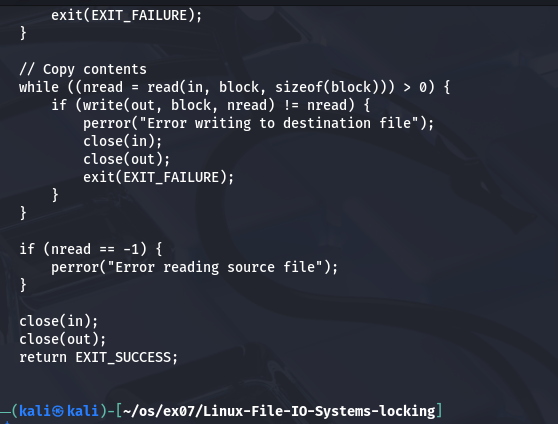 exit(EXIT_FAILURE);
}

// Copy contents
while ((nread = read(in, block, sizeof(block))) > 0) {
    if (write(out, block, nread) != nread) {
        perror("Error writing to destination file");
        close(in);
        close(out);
        exit(EXIT_FAILURE);
    }
}

if (nread == -1) {
    perror("Error reading source file");
}

close(in);
close(out);
return EXIT_SUCCESS;

—(kali㉿kali)-[~/os/ex07/Linux-File-IO-Systems-locking]